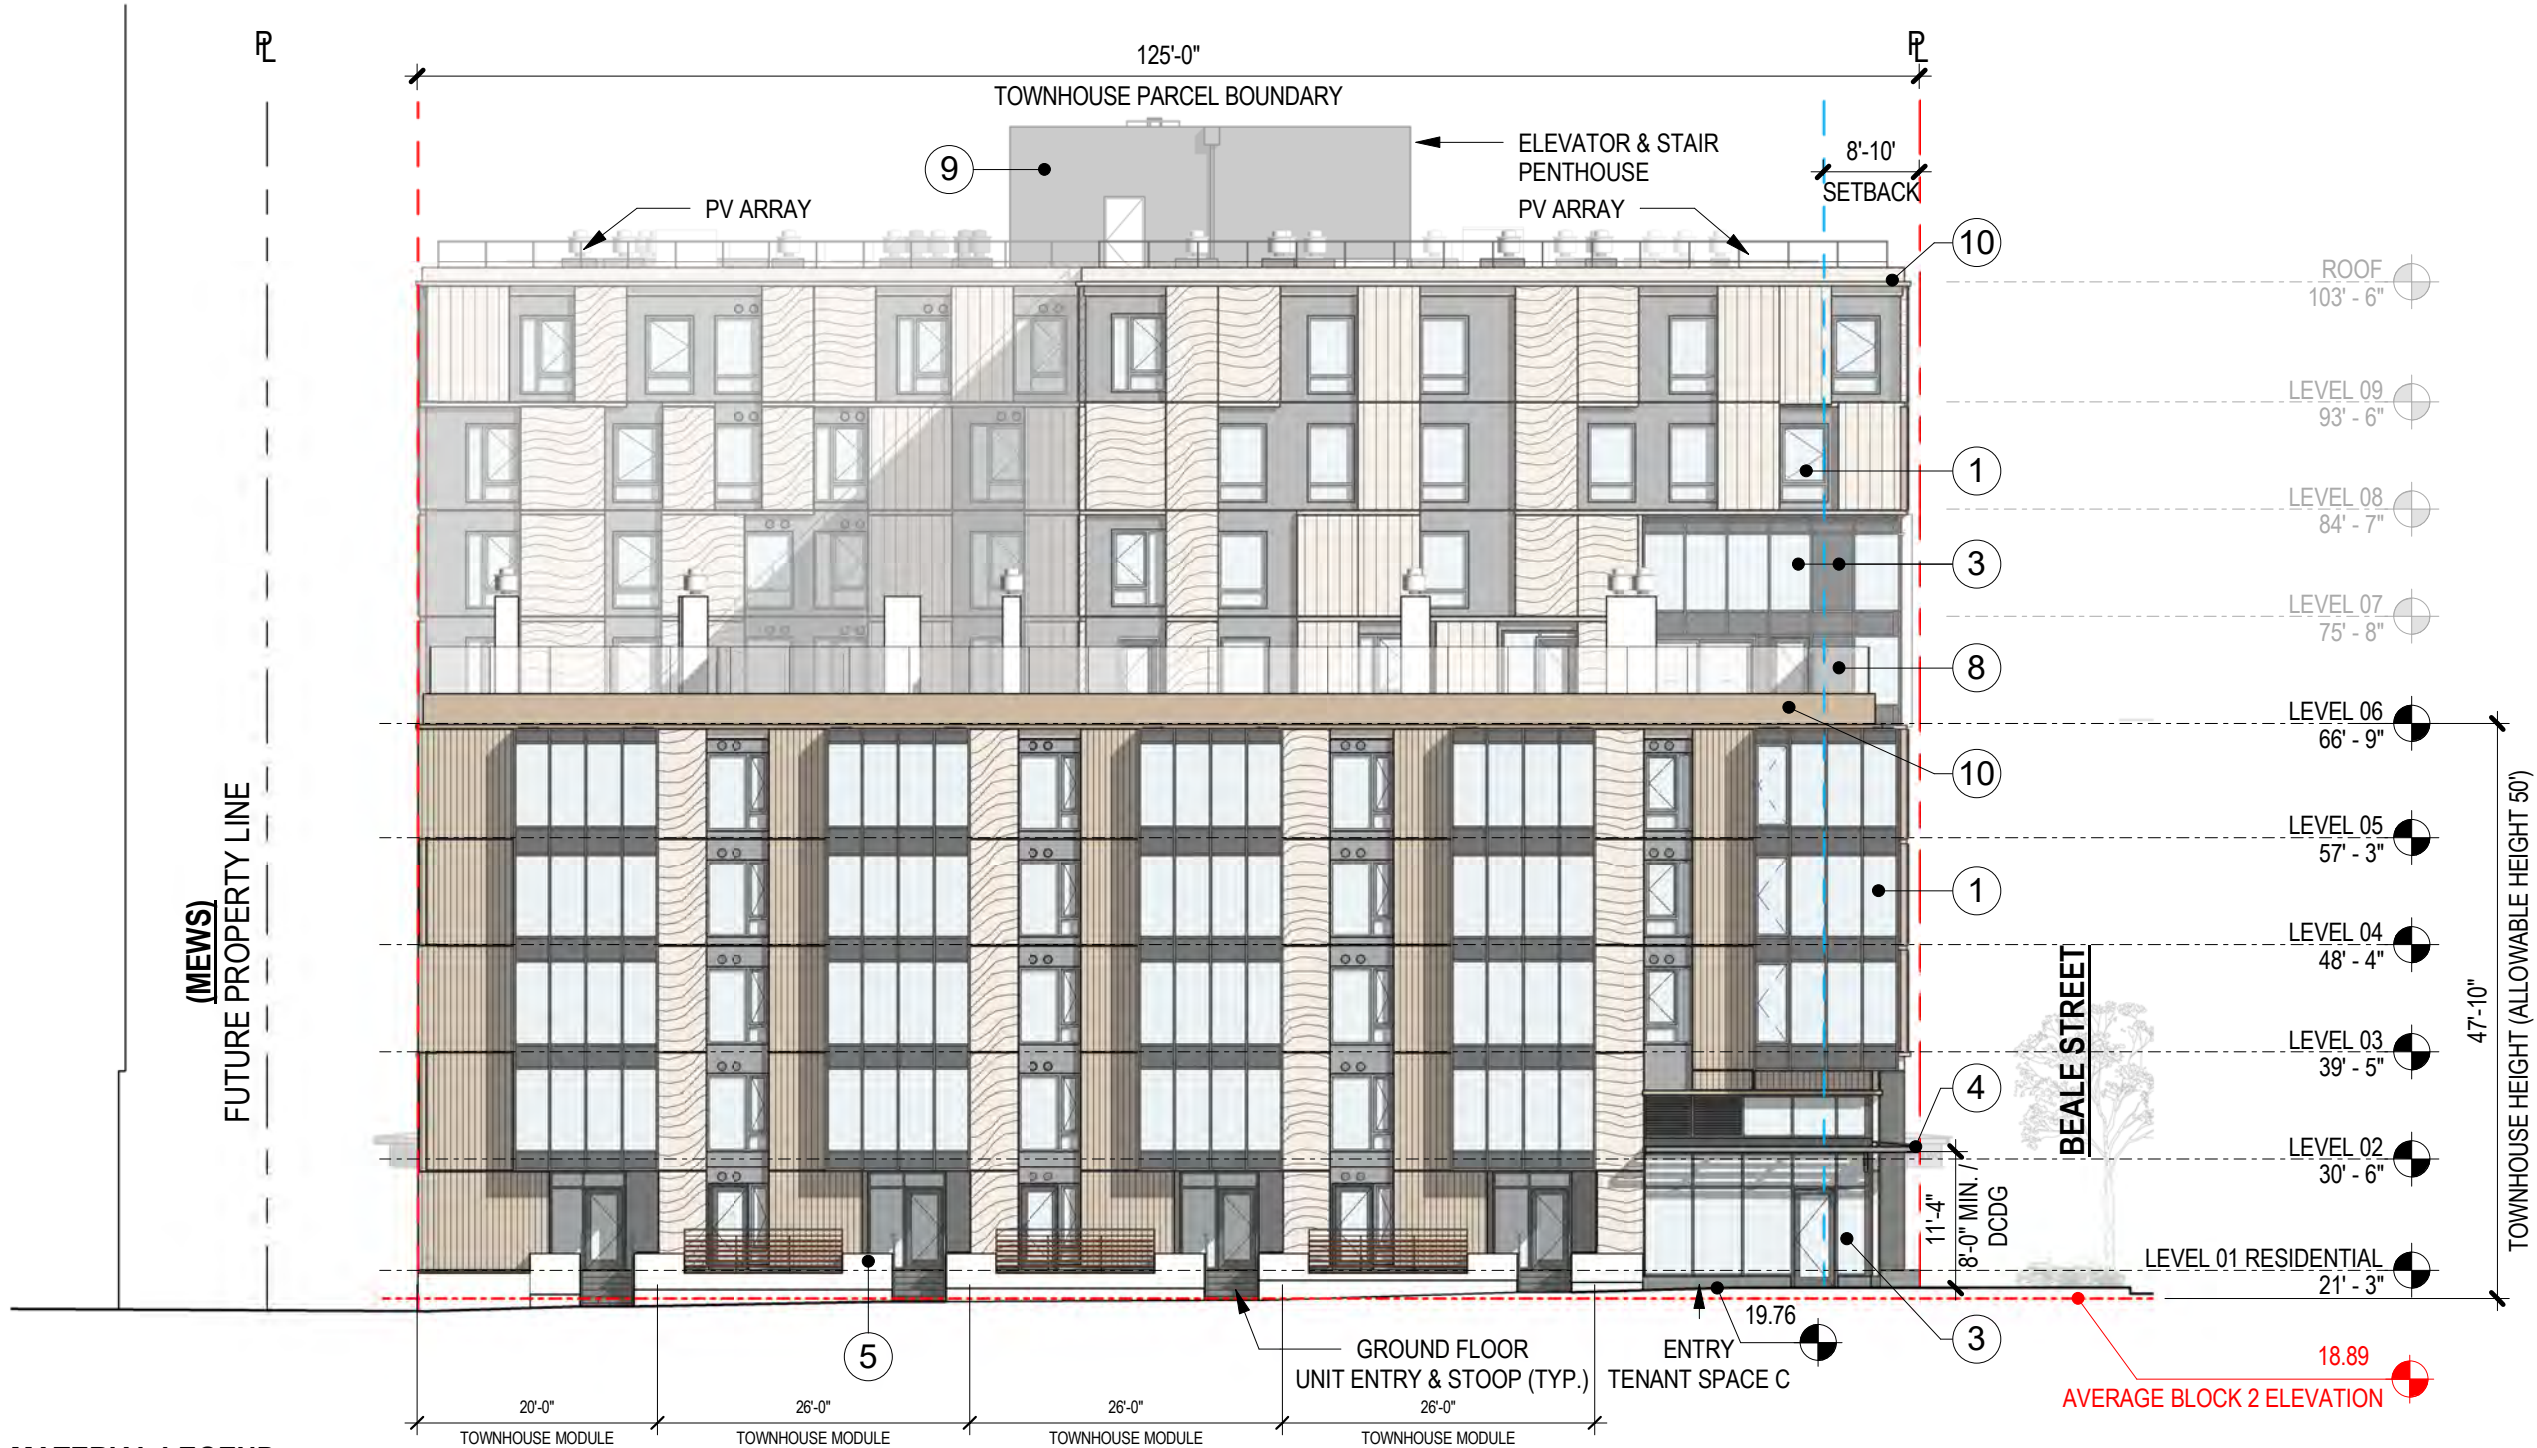 PL
PL
125'-0"
TOWNHOUSE PARCEL BOUNDARY
ELEVATOR & STAIR
PENTHOUSE
8'-10'
SETBACK
9
PV ARRAY
PV ARRAY
10
ROOF
103' - 6"
LEVEL 09
93' - 6"
1
LEVEL 08
84' - 7"
3
LEVEL 07
75' - 8"
8
LEVEL 06
66' - 9"
10
LEVEL 05
57' - 3"
1
LEVEL 04
48' - 4"
LEVEL 03
39' - 5"
4
LEVEL 02
30' - 6"
LEVEL 01 RESIDENTIAL
21' - 3"
(MEWS)
FUTURE PROPERTY LINE
BEALE STREET
47'-10"
TOWNHOUSE HEIGHT (ALLOWABLE HEIGHT 50')
11'-4"
8'-0" MIN. /
DCDG
19.76
3
5
GROUND FLOOR
UNIT ENTRY & STOOP (TYP.)
ENTRY
TENANT SPACE C
18.89
AVERAGE BLOCK 2 ELEVATION
20'-0"
26'-0"
26'-0"
26'-0"
TOWNHOUSE MODULE
TOWNHOUSE MODULE
TOWNHOUSE MODULE
TOWNHOUSE MODULE
MATERIAL LEGEND